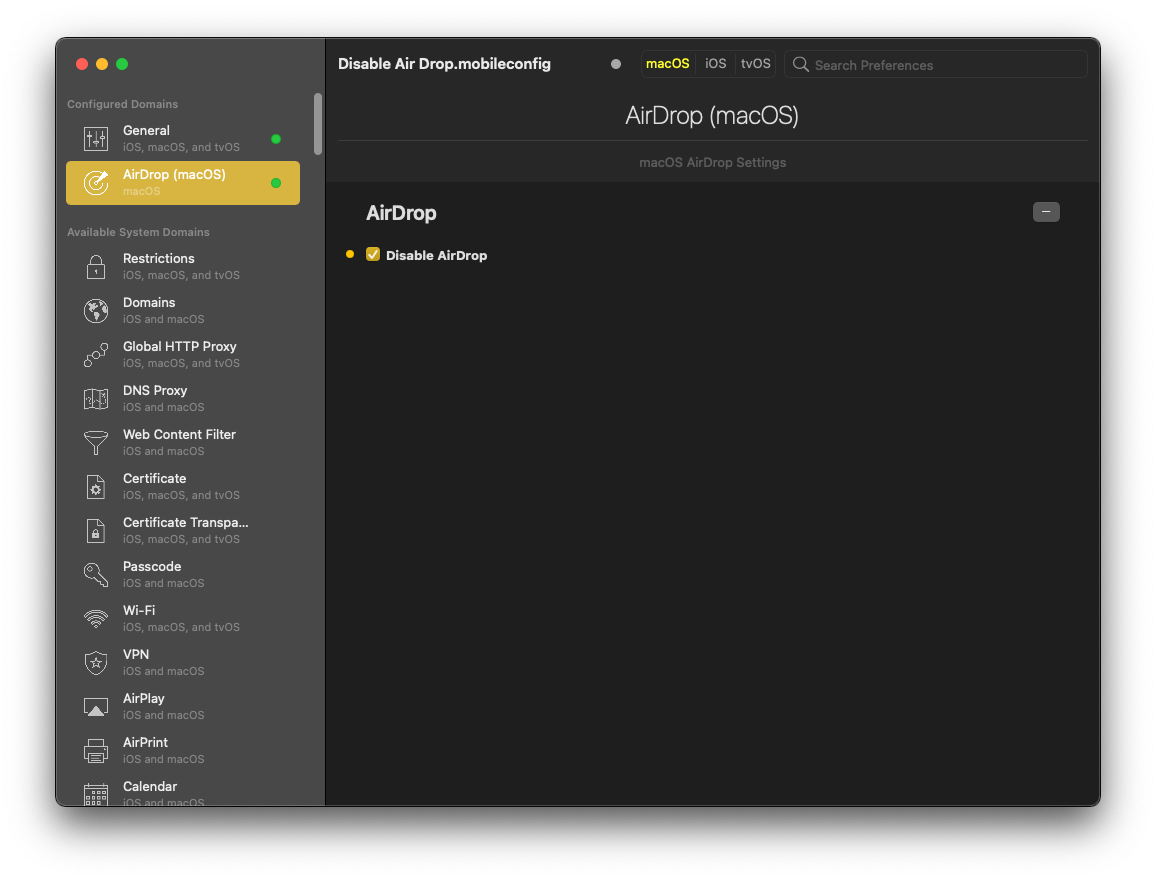 Disable Air Drop.mobileconfig
macOS
iOS
tvOS
Search Preferences
Configured Domains
General
iOS, macOS, and tvOS
AirDrop (macOS)
macOS
Available System Domains
Restrictions
iOS, macOS, and tvOS
Domains
iOS and macOS
Global HTTP Proxy
iOS, macOS, and tvOS
DNS Proxy
iOS and macOS
Web Content Filter
iOS and macOS
Certificate
iOS, macOS, and tvOS
Certificate Transpa...
iOS, macOS, and tvOS
Passcode
iOS and macOS
Wi-Fi
iOS, macOS, and tvOS
VPN
iOS and macOS
AirPlay
iOS and macOS
AirPrint
iOS and macOS
Calendar
iOS and macOS
AirDrop (macOS)
macOS AirDrop Settings
AirDrop
Disable AirDrop